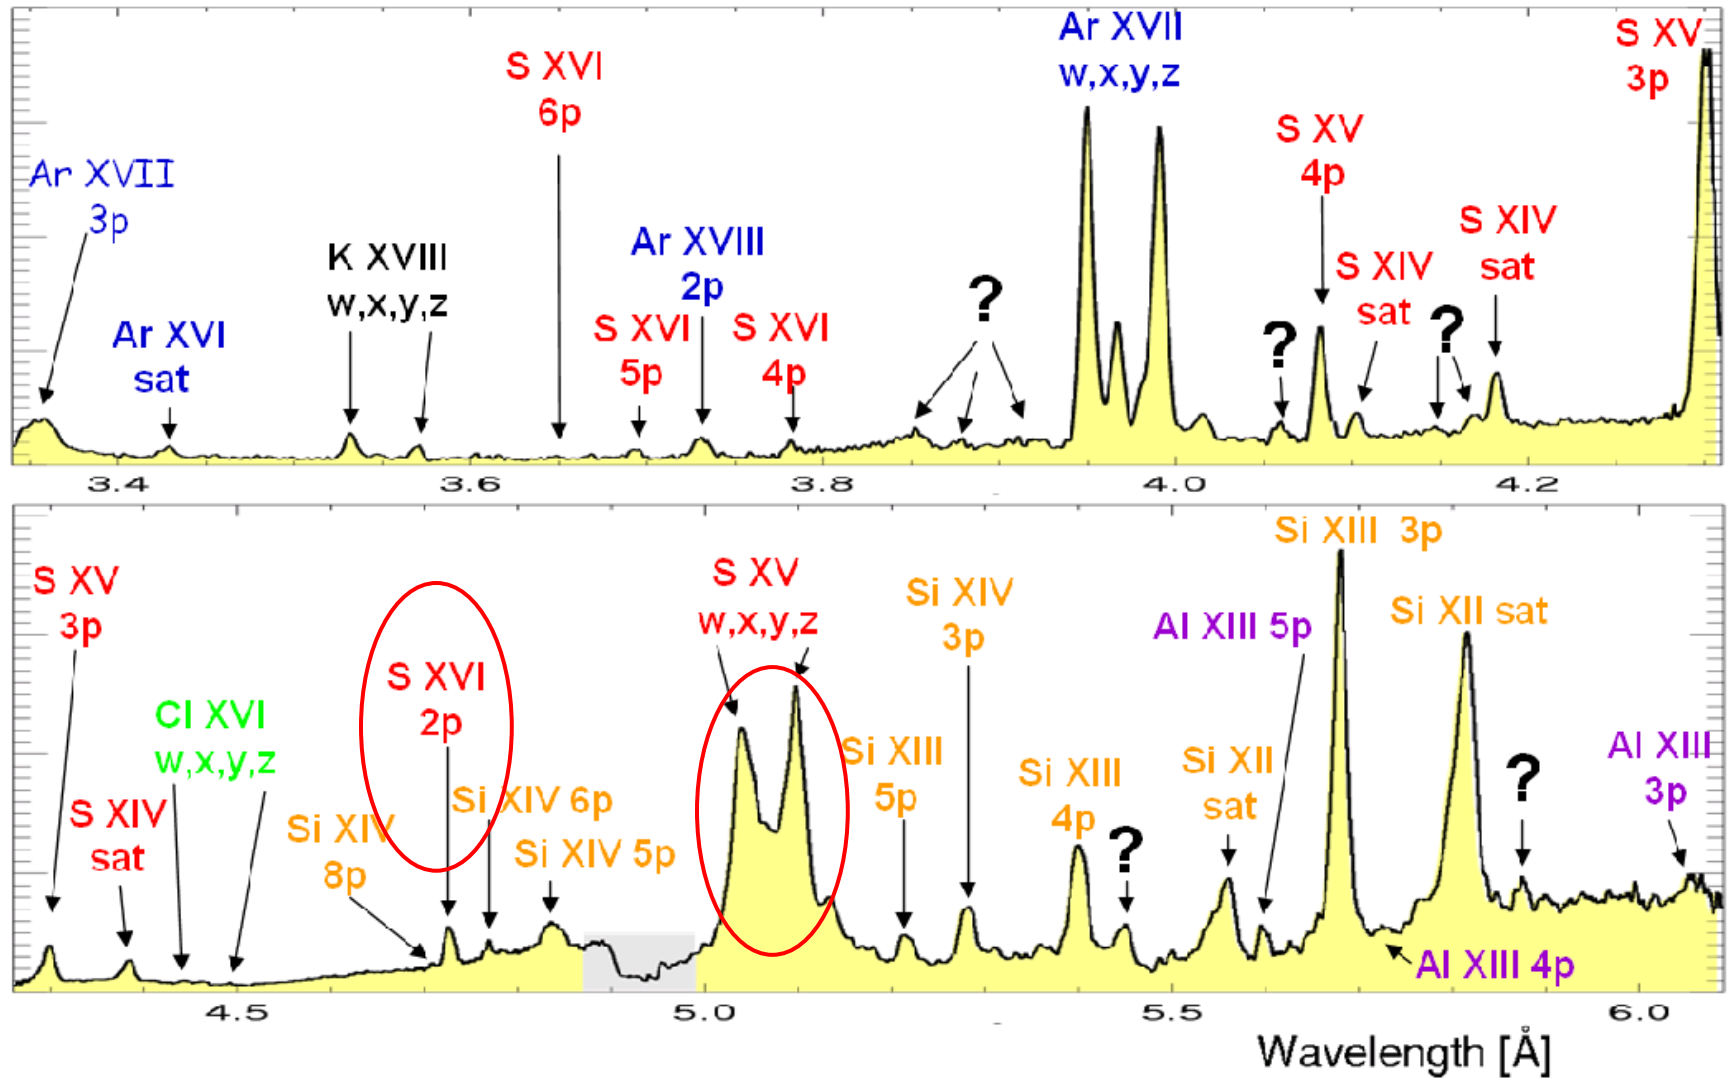 Ar XVII
w,x,y,z
S XV
3p
S XVI
6p
S XV
4p
Ar XVII
3p
S XIV
sat
Ar XVIII
2p
K XVIII
w,x,y,z
S XIV
sat
?
?
?
Ar XVI
sat
S XVI
5p
S XVI
4p
3.4
3.6
3.8
4.0
4.2
Si XIII 3p
S XV
3p
S XV
w,x,y,z
Si XIV
3p
Al XIII 5p
Si XII sat
S XVI
2p
Cl XVI
w,x,y,z
Si XIII
5p
Al XIII
3p
Si XIII
4p
Si XII
sat
?
S XIV
sat
Si XIV
8p
Si XIV 6p
Si XIV 5p
?
Al XIII 4p
4.5
5.0
5.5
6.0
Wavelength [Å]